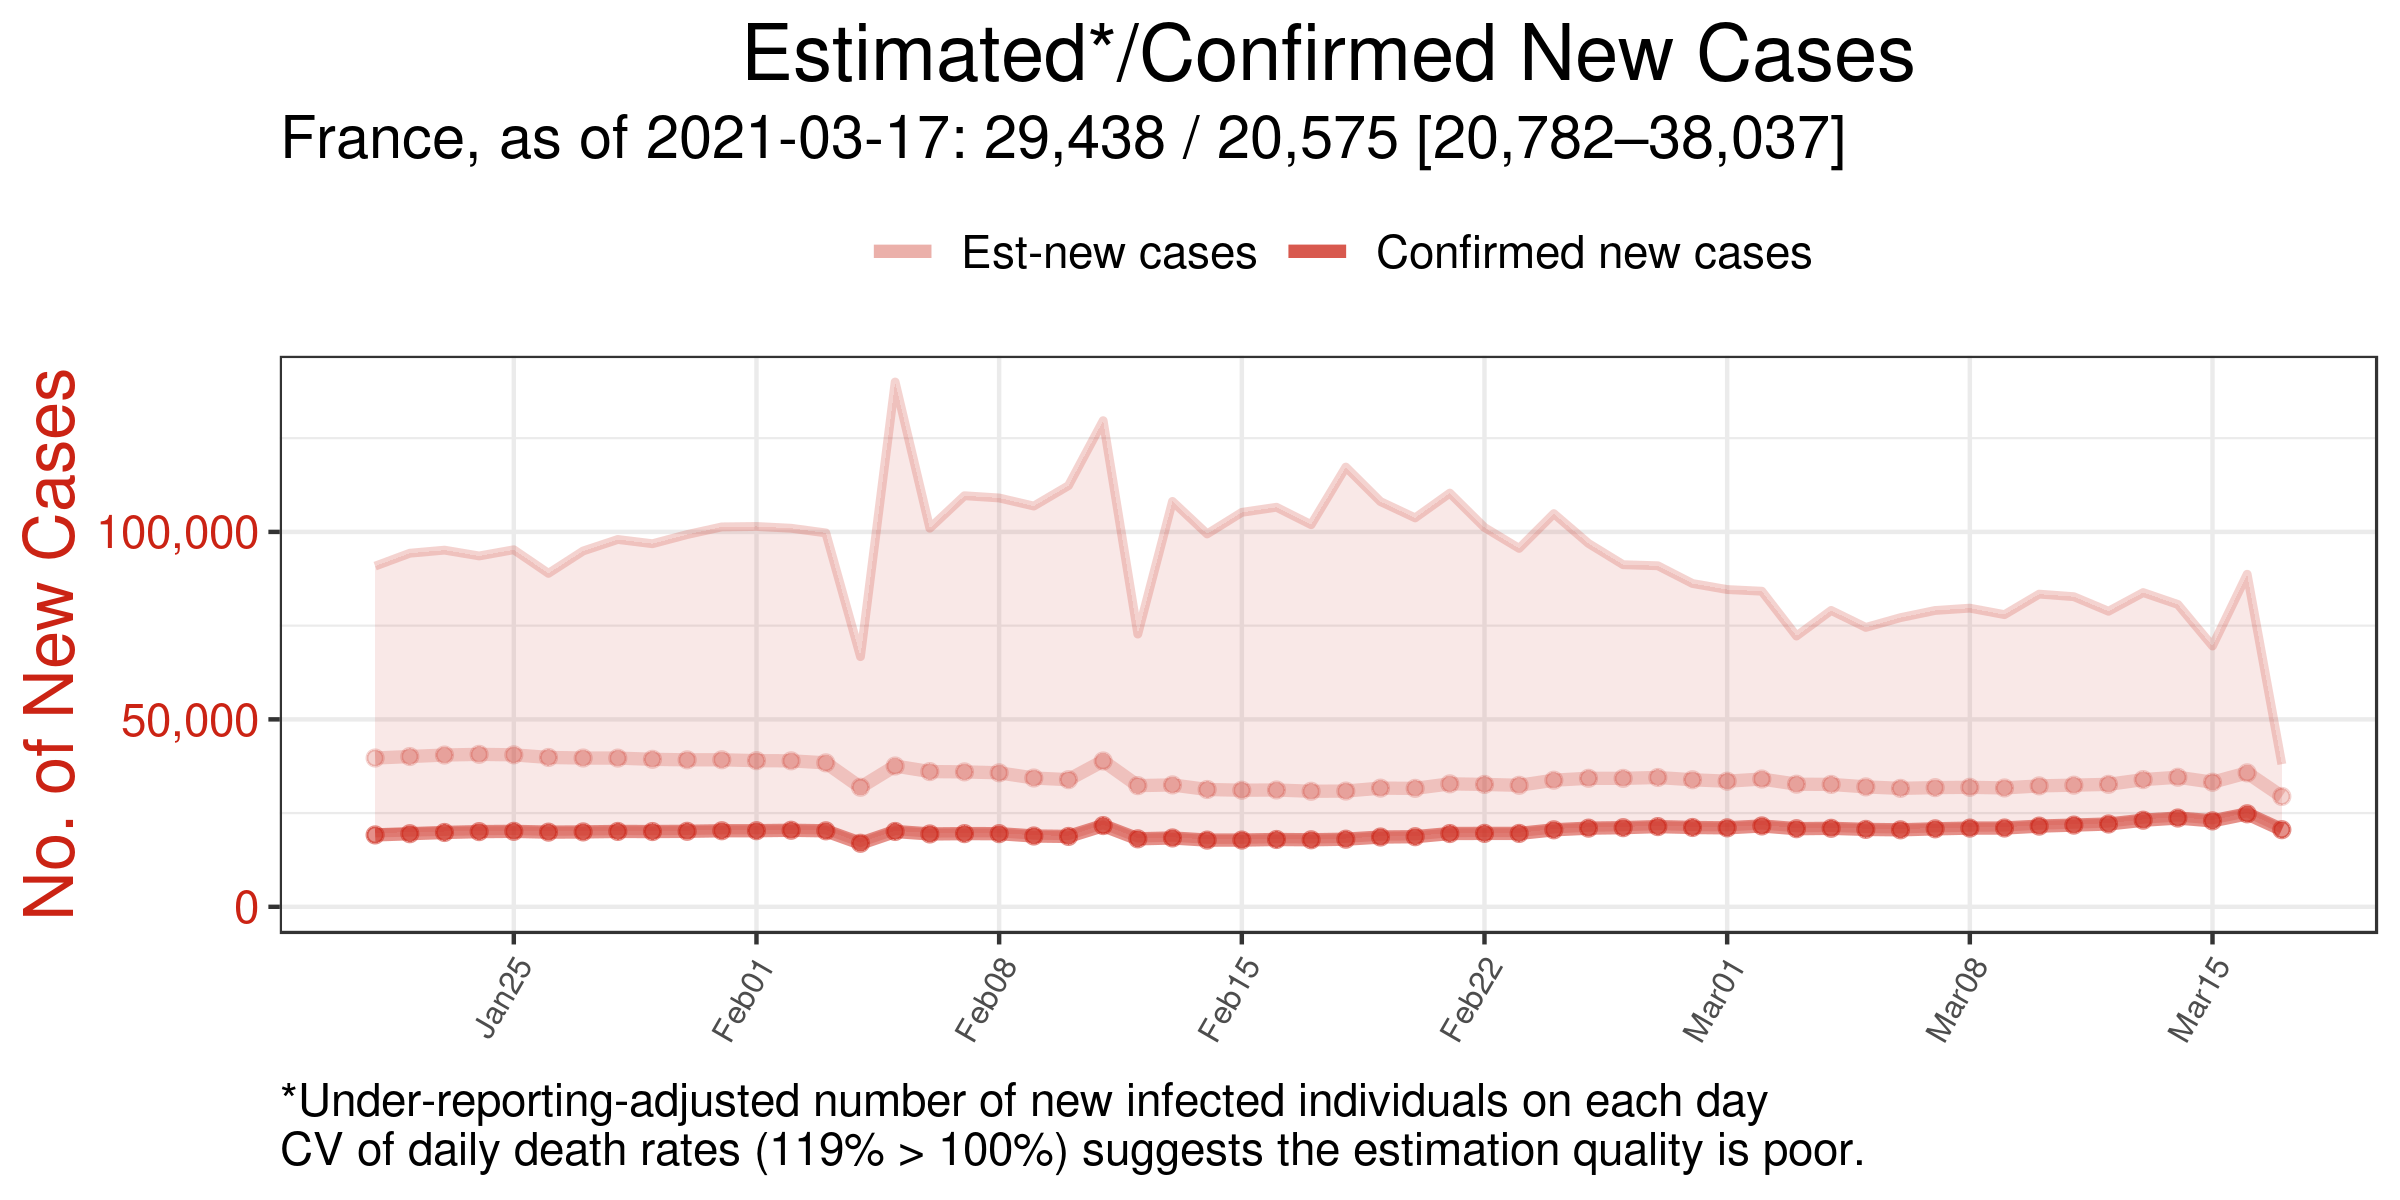 Estimated*/Confirmed New Cases
France, as of 2021-03-17: 29,438 / 20,575 [20,782–38,037]
Est-new cases
Confirmed new cases
No. of New Cases
100,000
50,000
0
Jan25
Feb01
Feb08
Feb15
Feb22
Mar01
Mar08
Mar15
*Under-reporting-adjusted number of new infected individuals on each day
CV of daily death rates (119% > 100%) suggests the estimation quality is poor.